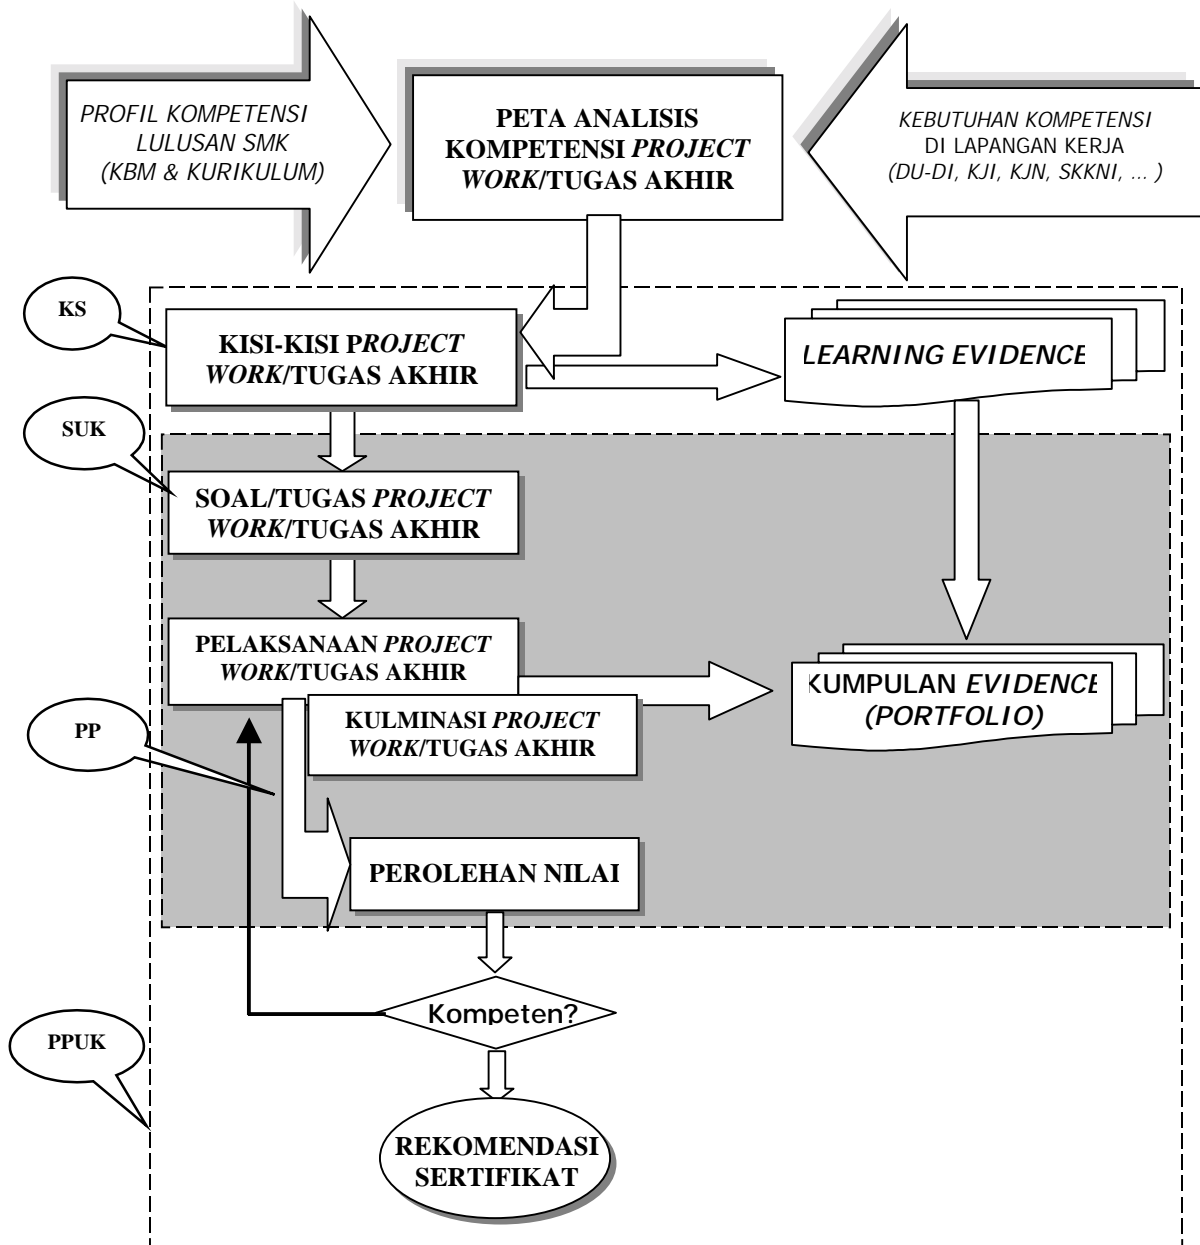 PROFIL KOMPETENSI
LULUSAN SMK
(KBM & KURIKULUM)
PETA ANALISIS
KOMPETENSI PROJECT
WORK/TUGAS AKHIR
KEBUTUHAN KOMPETENSI
DI LAPANGAN KERJA
(DU-DI, KJI, KJN, SKKNI, ... )
KS
KISI-KISI PROJECT
WORK/TUGAS AKHIR
LEARNING EVIDENCE
SUK
SOAL/TUGAS PROJECT
WORK/TUGAS AKHIR
PELAKSANAAN PROJECT
WORK/TUGAS AKHIR
KUMPULAN EVIDENCE
(PORTFOLIO)
PP
KULMINASI PROJECT
WORK/TUGAS AKHIR
PEROLEHAN NILAI
Kompeten?
PPUK
REKOMENDASI
SERTIFIKAT